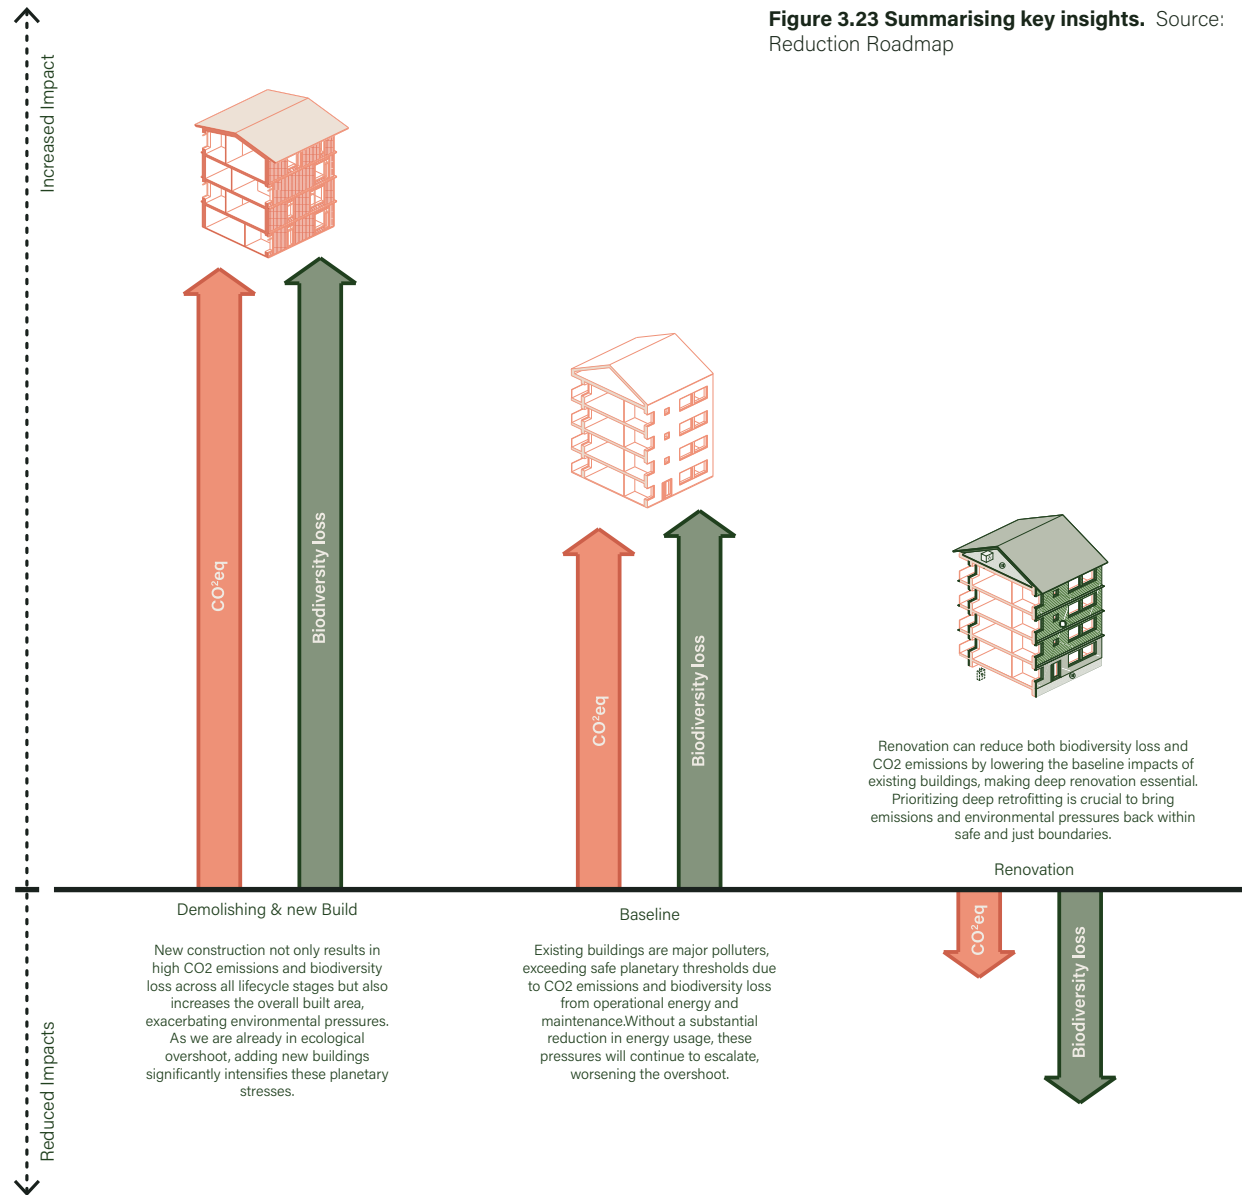 Figure 3.23 Summarising key insights. Source:
Reduction Roadmap
Increased Impact
CO²eq
Biodiversity loss
CO²eq
Biodiversity loss
Renovation can reduce both biodiversity loss and
CO2 emissions by lowering the baseline impacts of
existing buildings, making deep renovation essential.
Prioritizing deep retrofitting is crucial to bring
emissions and environmental pressures back within
safe and just boundaries.
Renovation
Demolishing & new Build
New construction not only results in
high CO2 emissions and biodiversity
loss across all lifecycle stages but also
increases the overall built area,
exacerbating environmental pressures.
As we are already in ecological
overshoot, adding new buildings
significantly intensifies these planetary
stresses.
Baseline
Existing buildings are major polluters,
exceeding safe planetary thresholds due
to CO2 emissions and biodiversity loss
from operational energy and
maintenance.Without a substantial
reduction in energy usage, these
pressures will continue to escalate,
worsening the overshoot.
CO²eq
Biodiversity loss
Reduced Impacts